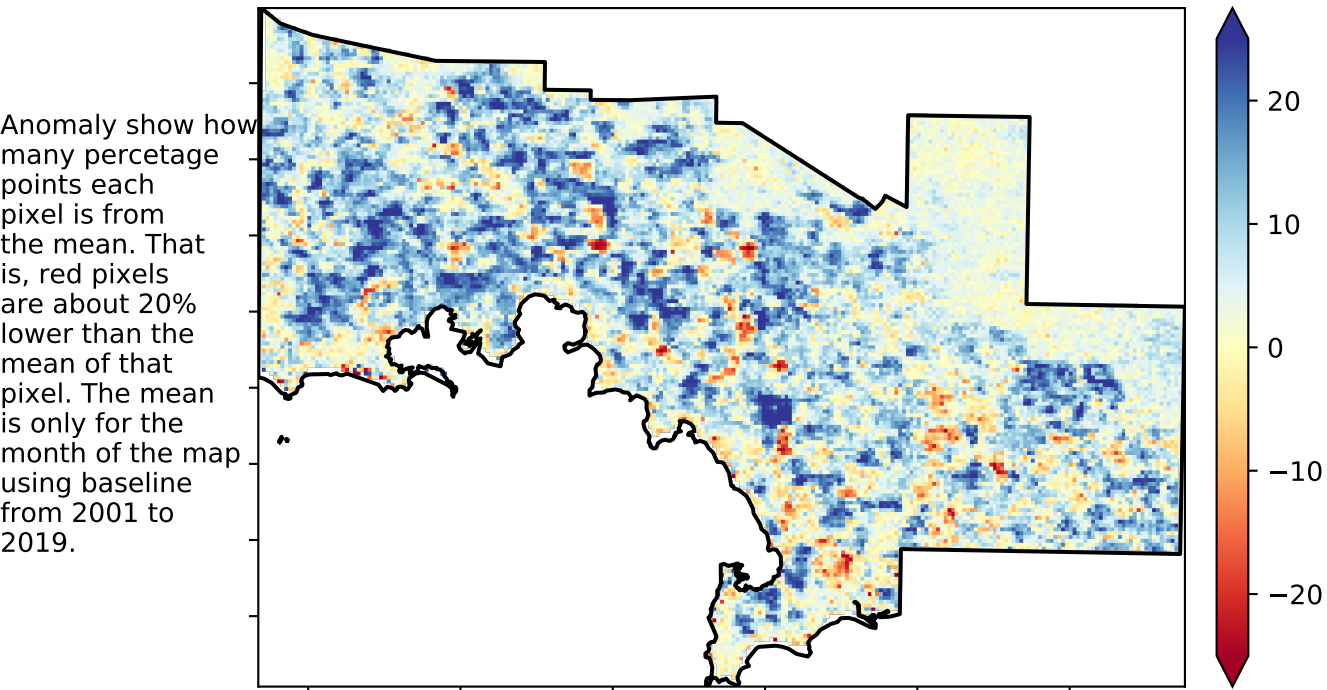 Anomaly show how
many percetage
points each
pixel is from
the mean. That
is, red pixels
are about 20%
lower than the
mean of that
pixel. The mean
is only for the
month of the map
using baseline
from 2001 to
2019.
20
10
0
−10
−20